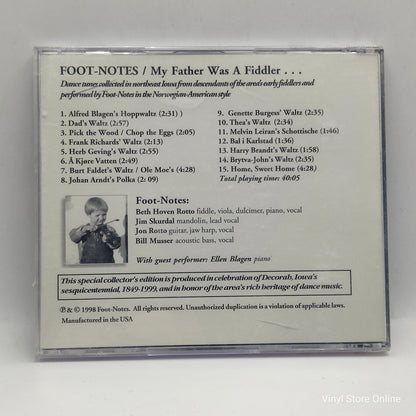 FOOT-NOTES / My Father Was A Fiddler . . .
Dance tunes collected in northeast Iowa from descendants of the area's early fiddlers and
performed by Foot-Notes in the Norwegian-American style
1. Alfred Blagen's Hoppwaltz (2:31) )
2. Dad's Waltz (2:57)
3. Pick the Wood / Chop the Eggs (2:05)
4. Frank Richards' Waltz (2:15)
5. Herb Geving's Waltz (2:55)
6. Å Kjøre Vatten (2:49)
7. Burt Faldet's Waltz / Ole Moe's (4:28)
8. Johan Arndt's Polka (2: 09)
9. Genette Burgess' Waltz (2:35)
10. Thea's Waltz (2:34)
11. Melvin Leiran's Schottische (1:46)
12. Bal i Karlstad (3:30)
13. Harry Brandt's Waltz (3:50)
14. Brytva-John's Waltz (2:20)
15. Home, Sweet Home (4:28)
Total playing time: 40:05
Foot-Notes:
Beth Hoven Rotto fiddle, viola, dulcimer, piano, vocal
Jim Skurdal mandolin, lead vocal
Jon Rotto guitar, jaw harp, vocal
Bill Musser acoustic bass, vocal
With guest performer: Ellen Blagen piano
This special collector's edition is produced in celebration of Decorah, Iowa's
sesquicentennial, 1849-1999, and in honor of the area's rich heritage of dance music.
℗ & © 1998 Foot-Notes. All rights reserved. Unauthorized duplication is a violation of applicable laws.
Manufactured in the USA
Vinyl Store Online